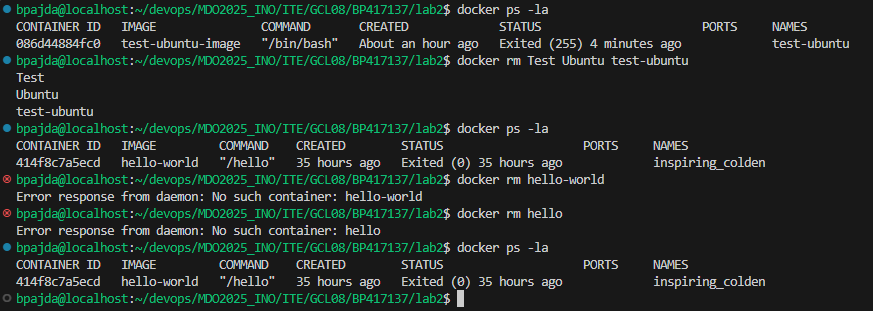 bpajda@localhost:~/devops/MDO2025_INO/ITE/GCL08/BP417137/lab2$ docker ps -la
CONTAINER ID   IMAGE               COMMAND       CREATED             STATUS                       PORTS     NAMES
086d44884fc0   test-ubuntu-image   "/bin/bash"   About an hour ago   Exited (255) 4 minutes ago             test-ubuntu
bpajda@localhost:~/devops/MDO2025_INO/ITE/GCL08/BP417137/lab2$ docker rm Test Ubuntu test-ubuntu
Test
Ubuntu
test-ubuntu
bpajda@localhost:~/devops/MDO2025_INO/ITE/GCL08/BP417137/lab2$ docker ps -la
CONTAINER ID   IMAGE         COMMAND    CREATED        STATUS                    PORTS     NAMES
414f8c7a5ecd   hello-world   "/hello"   35 hours ago   Exited (0) 35 hours ago             inspiring_colden
bpajda@localhost:~/devops/MDO2025_INO/ITE/GCL08/BP417137/lab2$ docker rm hello-world
Error response from daemon: No such container: hello-world
bpajda@localhost:~/devops/MDO2025_INO/ITE/GCL08/BP417137/lab2$ docker rm hello
Error response from daemon: No such container: hello
bpajda@localhost:~/devops/MDO2025_INO/ITE/GCL08/BP417137/lab2$ docker ps -la
CONTAINER ID   IMAGE         COMMAND    CREATED        STATUS                    PORTS     NAMES
414f8c7a5ecd   hello-world   "/hello"   35 hours ago   Exited (0) 35 hours ago             inspiring_colden
bpajda@localhost:~/devops/MDO2025_INO/ITE/GCL08/BP417137/lab2$